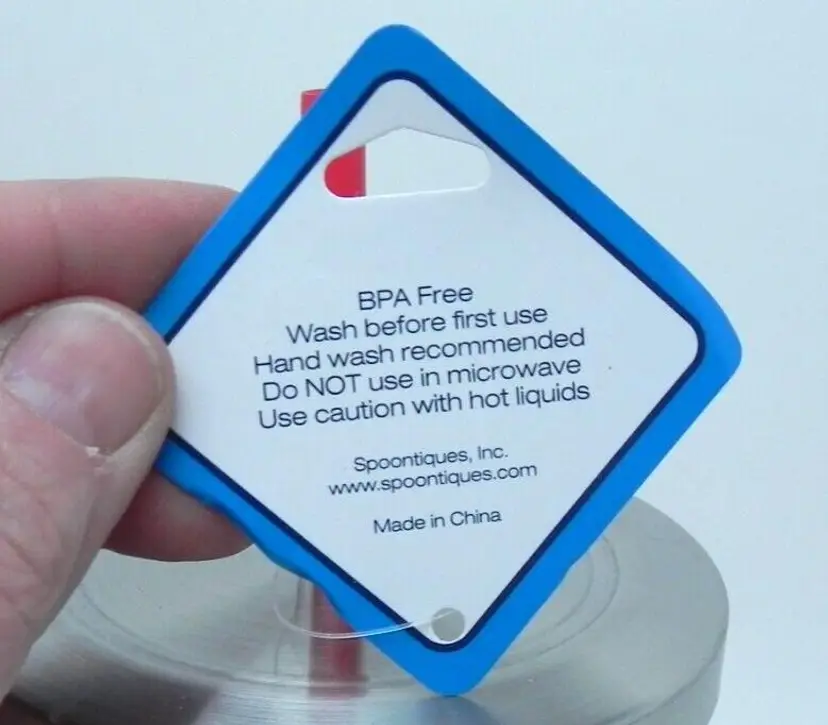 BPA Free
Wash before first use
Hand wash recommended
Do NOT use in microwave
Use caution with hot liquids
Spoontiques, Inc.
www.spoontiques.com
Made in China